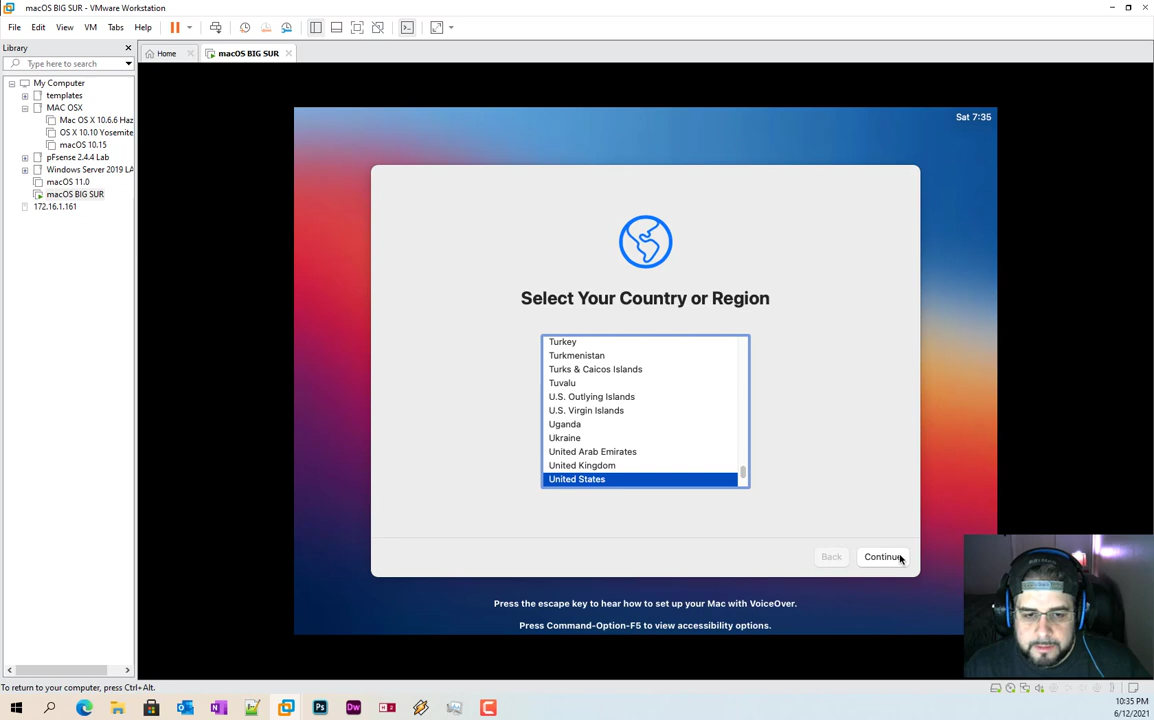 macOS BIG SUR - VMware Workstation
File Edit View VM Tabs Help
Library
Type here to search
My Computer
templates
MAC OSX
Mac OS X 10.6.6 Haz
OS X 10.10 Yosemite
macOS 10.15
pFsense 2.4.4 Lab
Windows Server 2019 LA
macOS 11.0
macOS BIG SUR
172.16.1.161
Home
macOS BIG SUR
Sat 7:35
Select Your Country or Region
Turkey
Turkmenistan
Turks & Caicos Islands
Tuvalu
U.S. Outlying Islands
U.S. Virgin Islands
Uganda
Ukraine
United Arab Emirates
United Kingdom
United States
Back
Continue
Press the escape key to hear how to set up your Mac with VoiceOver.
Press Command-Option-F5 to view accessibility options.
To return to your computer, press Ctrl+Alt.
Ps
Dw
10:35 PM
6/12/2021